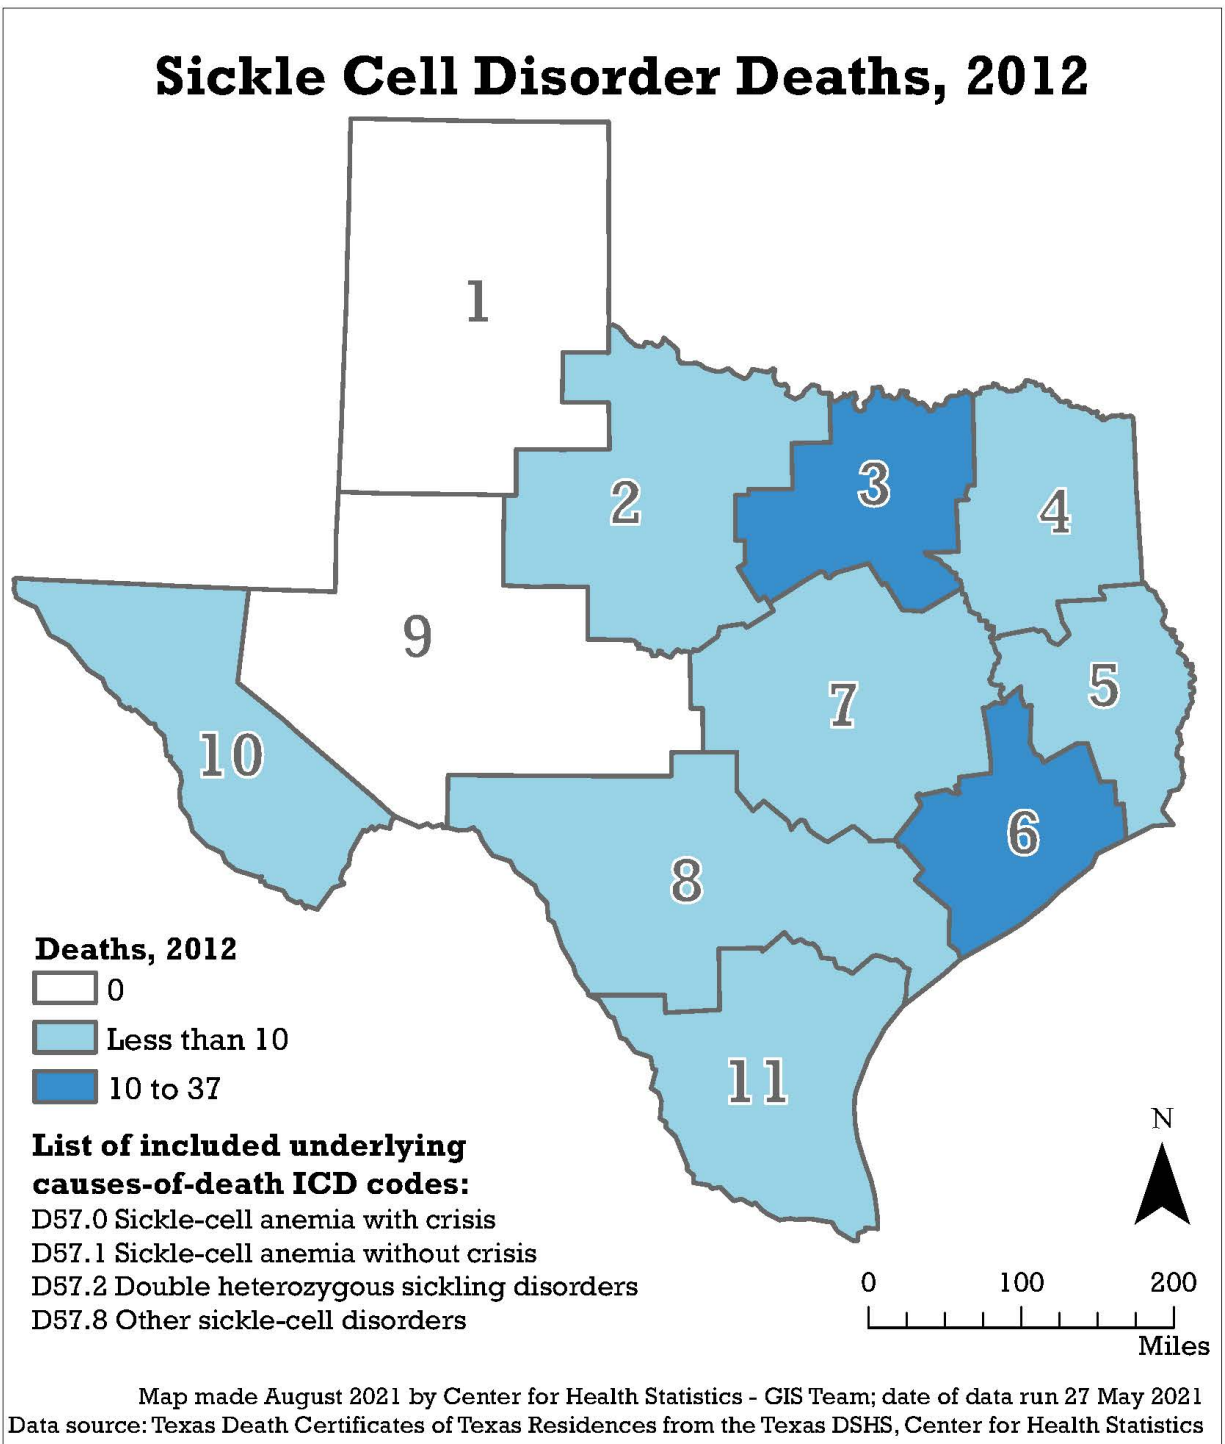 Sickle Cell Disorder Deaths, 2012
1
2
3
4
9
5
7
10
6
8
11
Deaths, 2012
0
Less than 10
10 to 37
List of included underlying
causes-of-death ICD codes:
D57.0 Sickle-cell anemia with crisis
D57.1 Sickle-cell anemia without crisis
D57.2 Double heterozygous sickling disorders
D57.8 Other sickle-cell disorders
N
0 100 200
Miles
Map made August 2021 by Center for Health Statistics - GIS Team; date of data run 27 May 2021
Data source: Texas Death Certificates of Texas Residences from the Texas DSHS, Center for Health Statistics